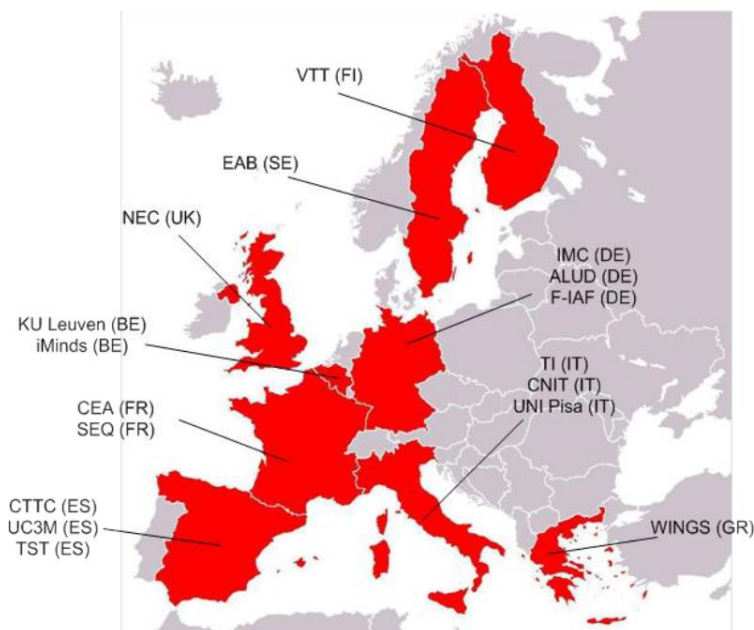 VTT (FI)
EAB (SE)
NEC (UK)
IMC (DE)
ALUD (DE)
F-IAF (DE)
KU Leuven (BE)
iMinds (BE)
TI (IT)
CNIT (IT)
UNI Pisa (IT)
CEA (FR)
SEQ (FR)
CTTC (ES)
UC3M (ES)
TST (ES)
WINGS (GR)